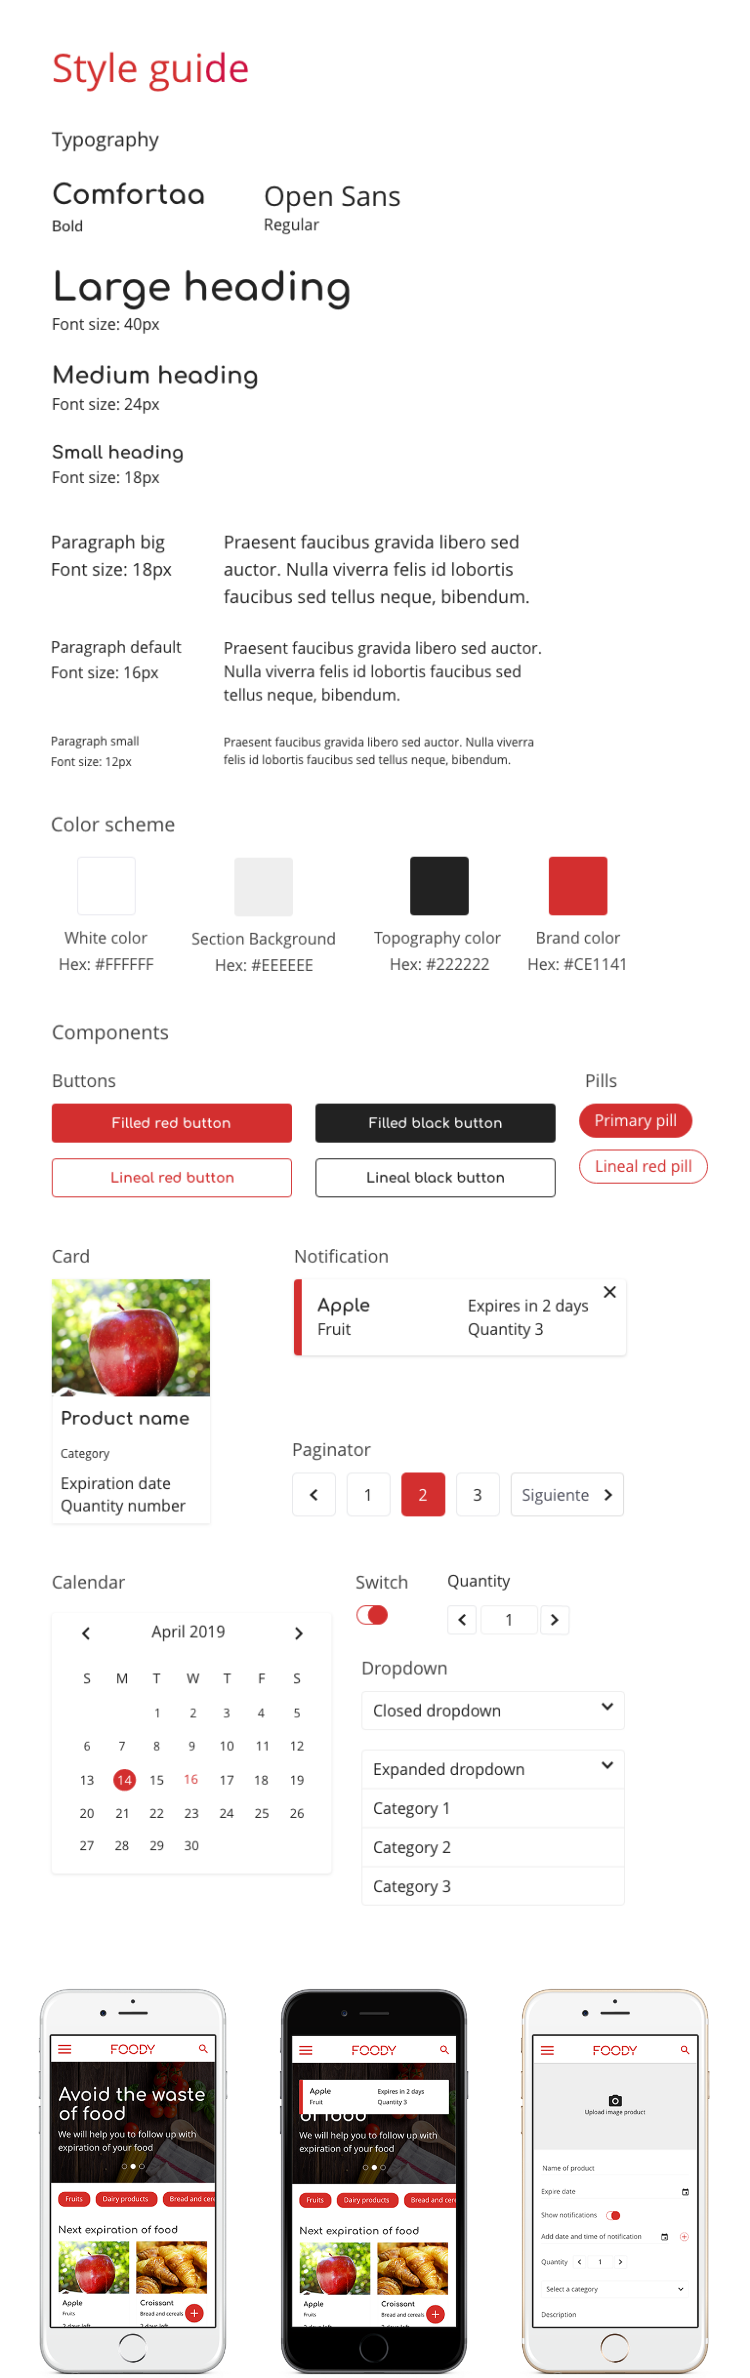 Style guide
Typography
Comfortaa
Bold
Open Sans
Regular
Large heading
Font size: 40px
Medium heading
Font size: 24px
Small heading
Font size: 18px
Paragraph big
Font size: 18px
Praesent faucibus gravida libero sed
auctor. Nulla viverra felis id lobortis
faucibus sed tellus neque, bibendum.
Paragraph default
Font size: 16px
Praesent faucibus gravida libero sed auctor.
Nulla viverra felis id lobortis faucibus sed
tellus neque, bibendum.
Paragraph small
Font size: 12px
Praesent faucibus gravida libero sed auctor. Nulla viverra
felis id lobortis faucibus sed tellus neque, bibendum.
Color scheme
White color
Hex: #FFFFFF
Section Background
Hex: #EEEEEE
Topography color
Hex: #222222
Brand color
Hex: #CE1141
Components
Buttons
Filled red button
Filled black button
Lineal red button
Lineal black button
Pills
Primary pill
Lineal red pill
Card
Product name
Category
Expiration date
Quantity number
Notification
Apple
Fruit
Expires in 2 days
Quantity 3
Paginator
1
2
3
Siguiente
Calendar
April 2019
S M T W T F S
1 2 3 4 5
6 7 8 9 10 11 12
13 14 15 16 17 18 19
20 21 22 23 24 25 26
27 28 29 30
Switch
Quantity
1
Dropdown
Closed dropdown
Expanded dropdown
Category 1
Category 2
Category 3
FOODY
Avoid the waste
of food
We will help you to follow up with
expiration of your food
Fruits
Dairy products
Bread and cere
Next expiration of food
Apple
Fruits
2 days left
Croissant
Bread and cereals
2 days left
FOODY
Apple
Fruit
Expires in 2 days
Quantity 3
of food
We will help you to follow up with
expiration of your food
Fruits
Dairy products
Bread and cere
Next expiration of food
Apple
Fruits
2 days left
Croissant
Bread and cereals
2 days left
FOODY
Upload image product
Name of product
Expire date
Show notifications
Add date and time of notification
Quantity
1
Select a category
Description